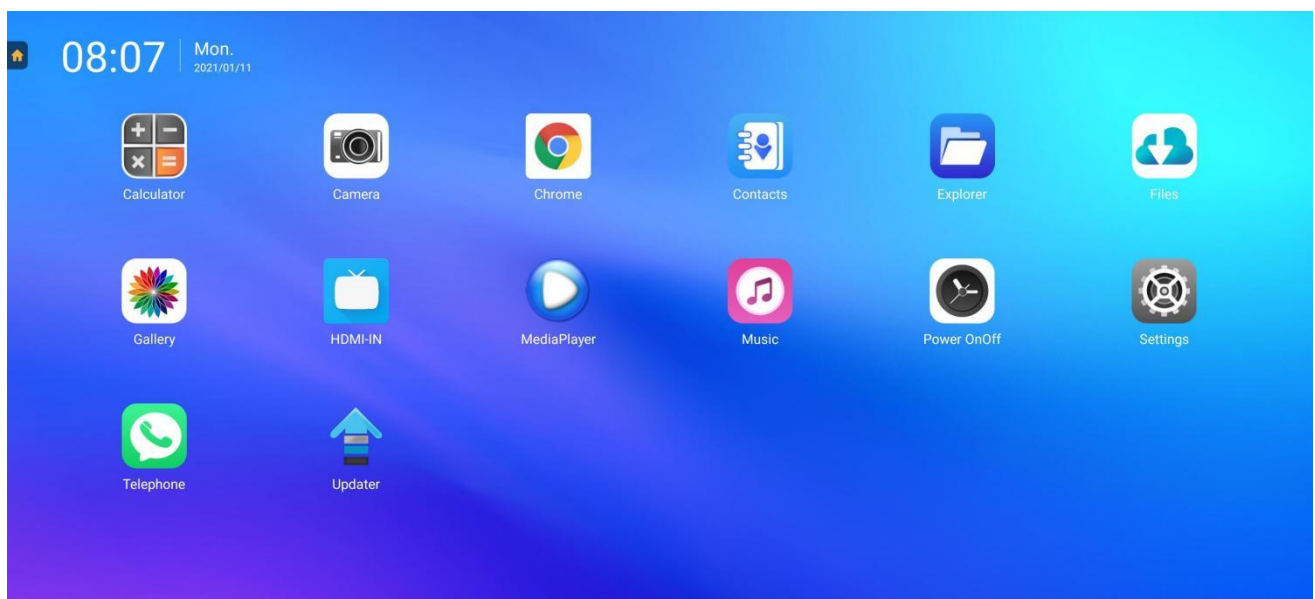 08:07
Mon.
2021/01/11
Calculator Camera Chrome Contacts Explorer Files
Gallery HDMI-IN MediaPlayer Music Power OnOff Settings
Telephone Updater